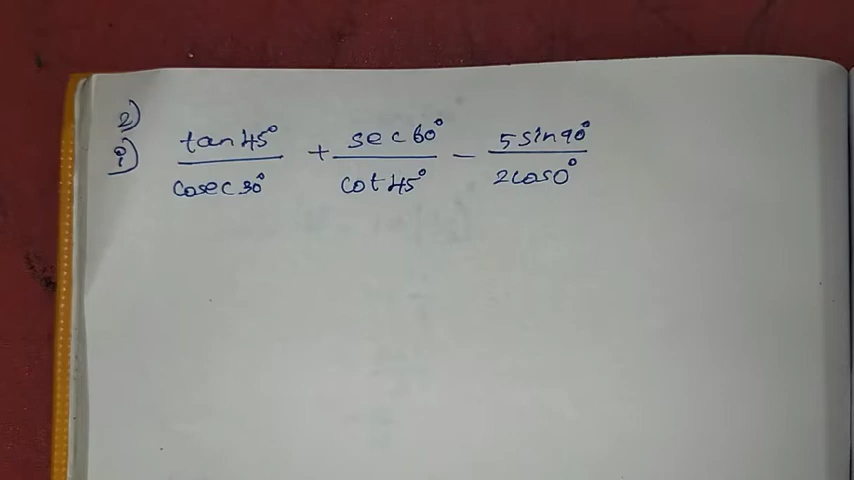 2)
i) tan45° / cosec30° + sec60° / cot45° - 5sin90° / 2cos0°